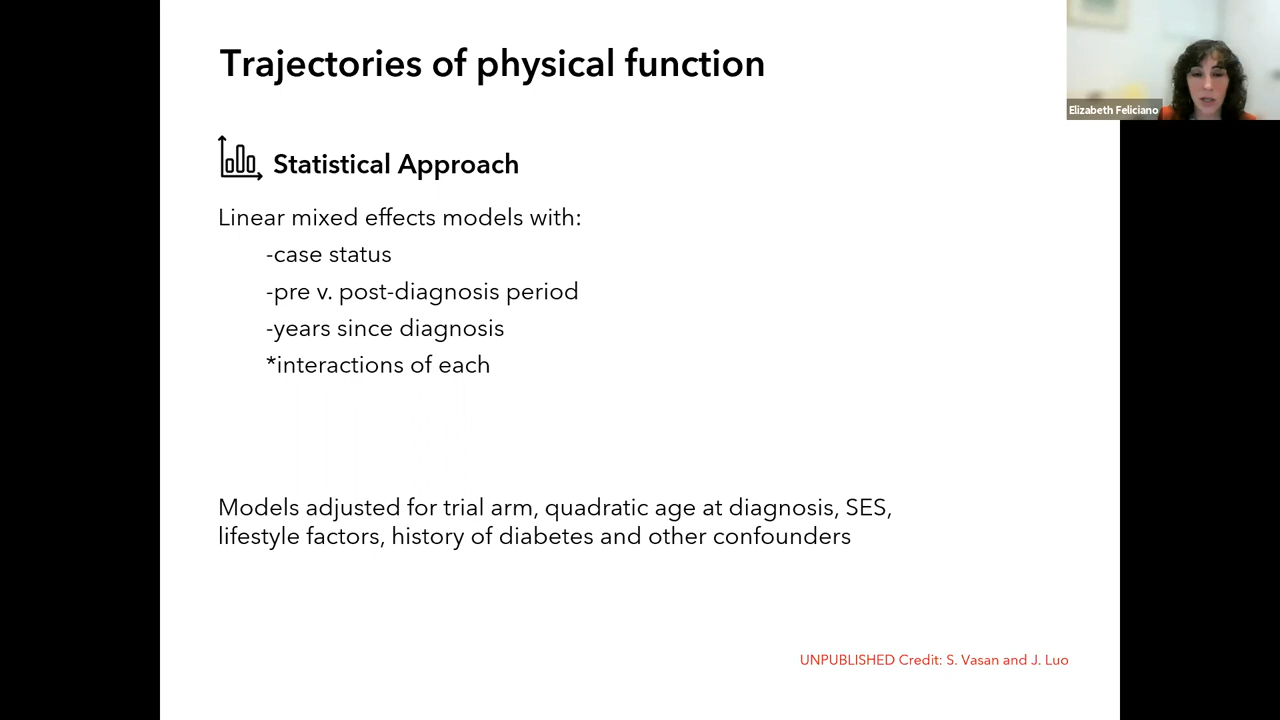 Trajectories of physical function
Elizabeth Feliciano
Statistical Approach
Linear mixed effects models with:
-case status
-pre v. post-diagnosis period
-years since diagnosis
*interactions of each
Models adjusted for trial arm, quadratic age at diagnosis, SES,
lifestyle factors, history of diabetes and other confounders
UNPUBLISHED Credit: S. Vasan and J. Luo